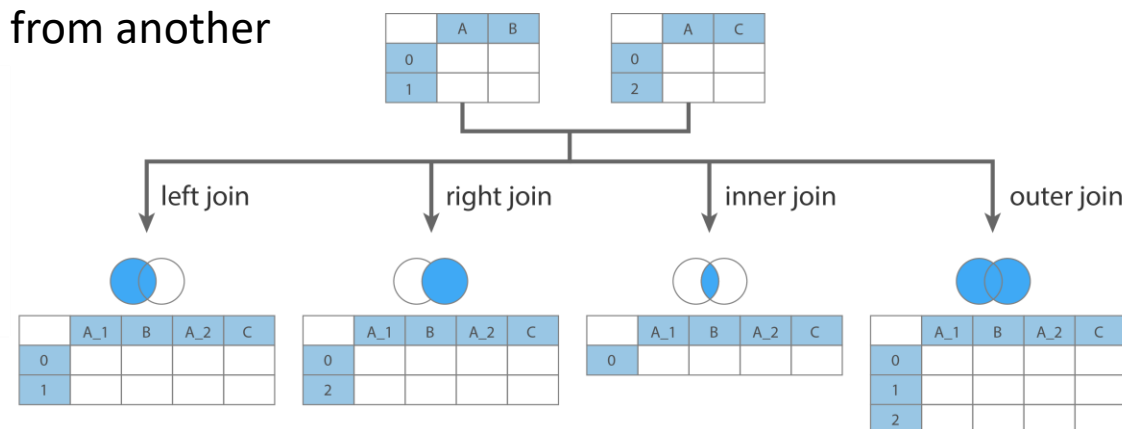 from another
A B
A C
0
0
1
2
left join
right join
inner join
outer join
A_1 B A_2 C
A_1 B A_2 C
A_1 B A_2 C
A_1 B A_2 C
0
0
0
0
1
2
1
2